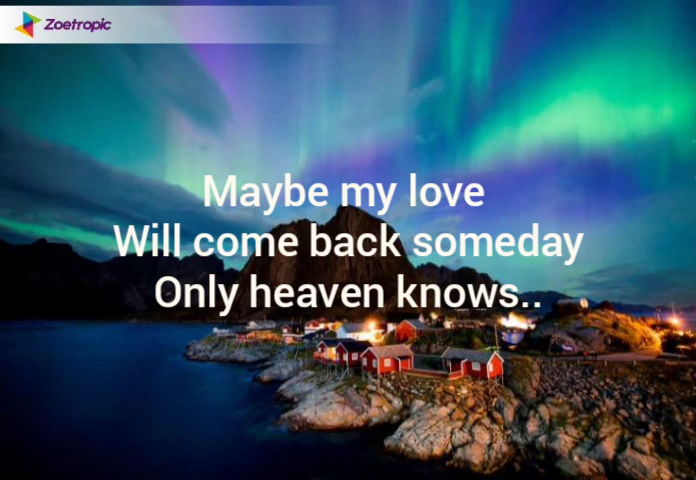 Zoetropic
Maybe my love
Will come back someday
Only heaven knows..